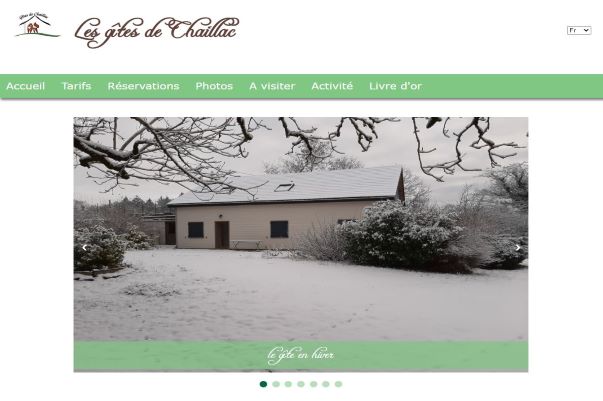 Gîtes de Chaillac
Les gîtes de Chaillac
Fr
Accueil Tarifs Réservations Photos A visiter Activité Livre d'or
le gîte en hiver